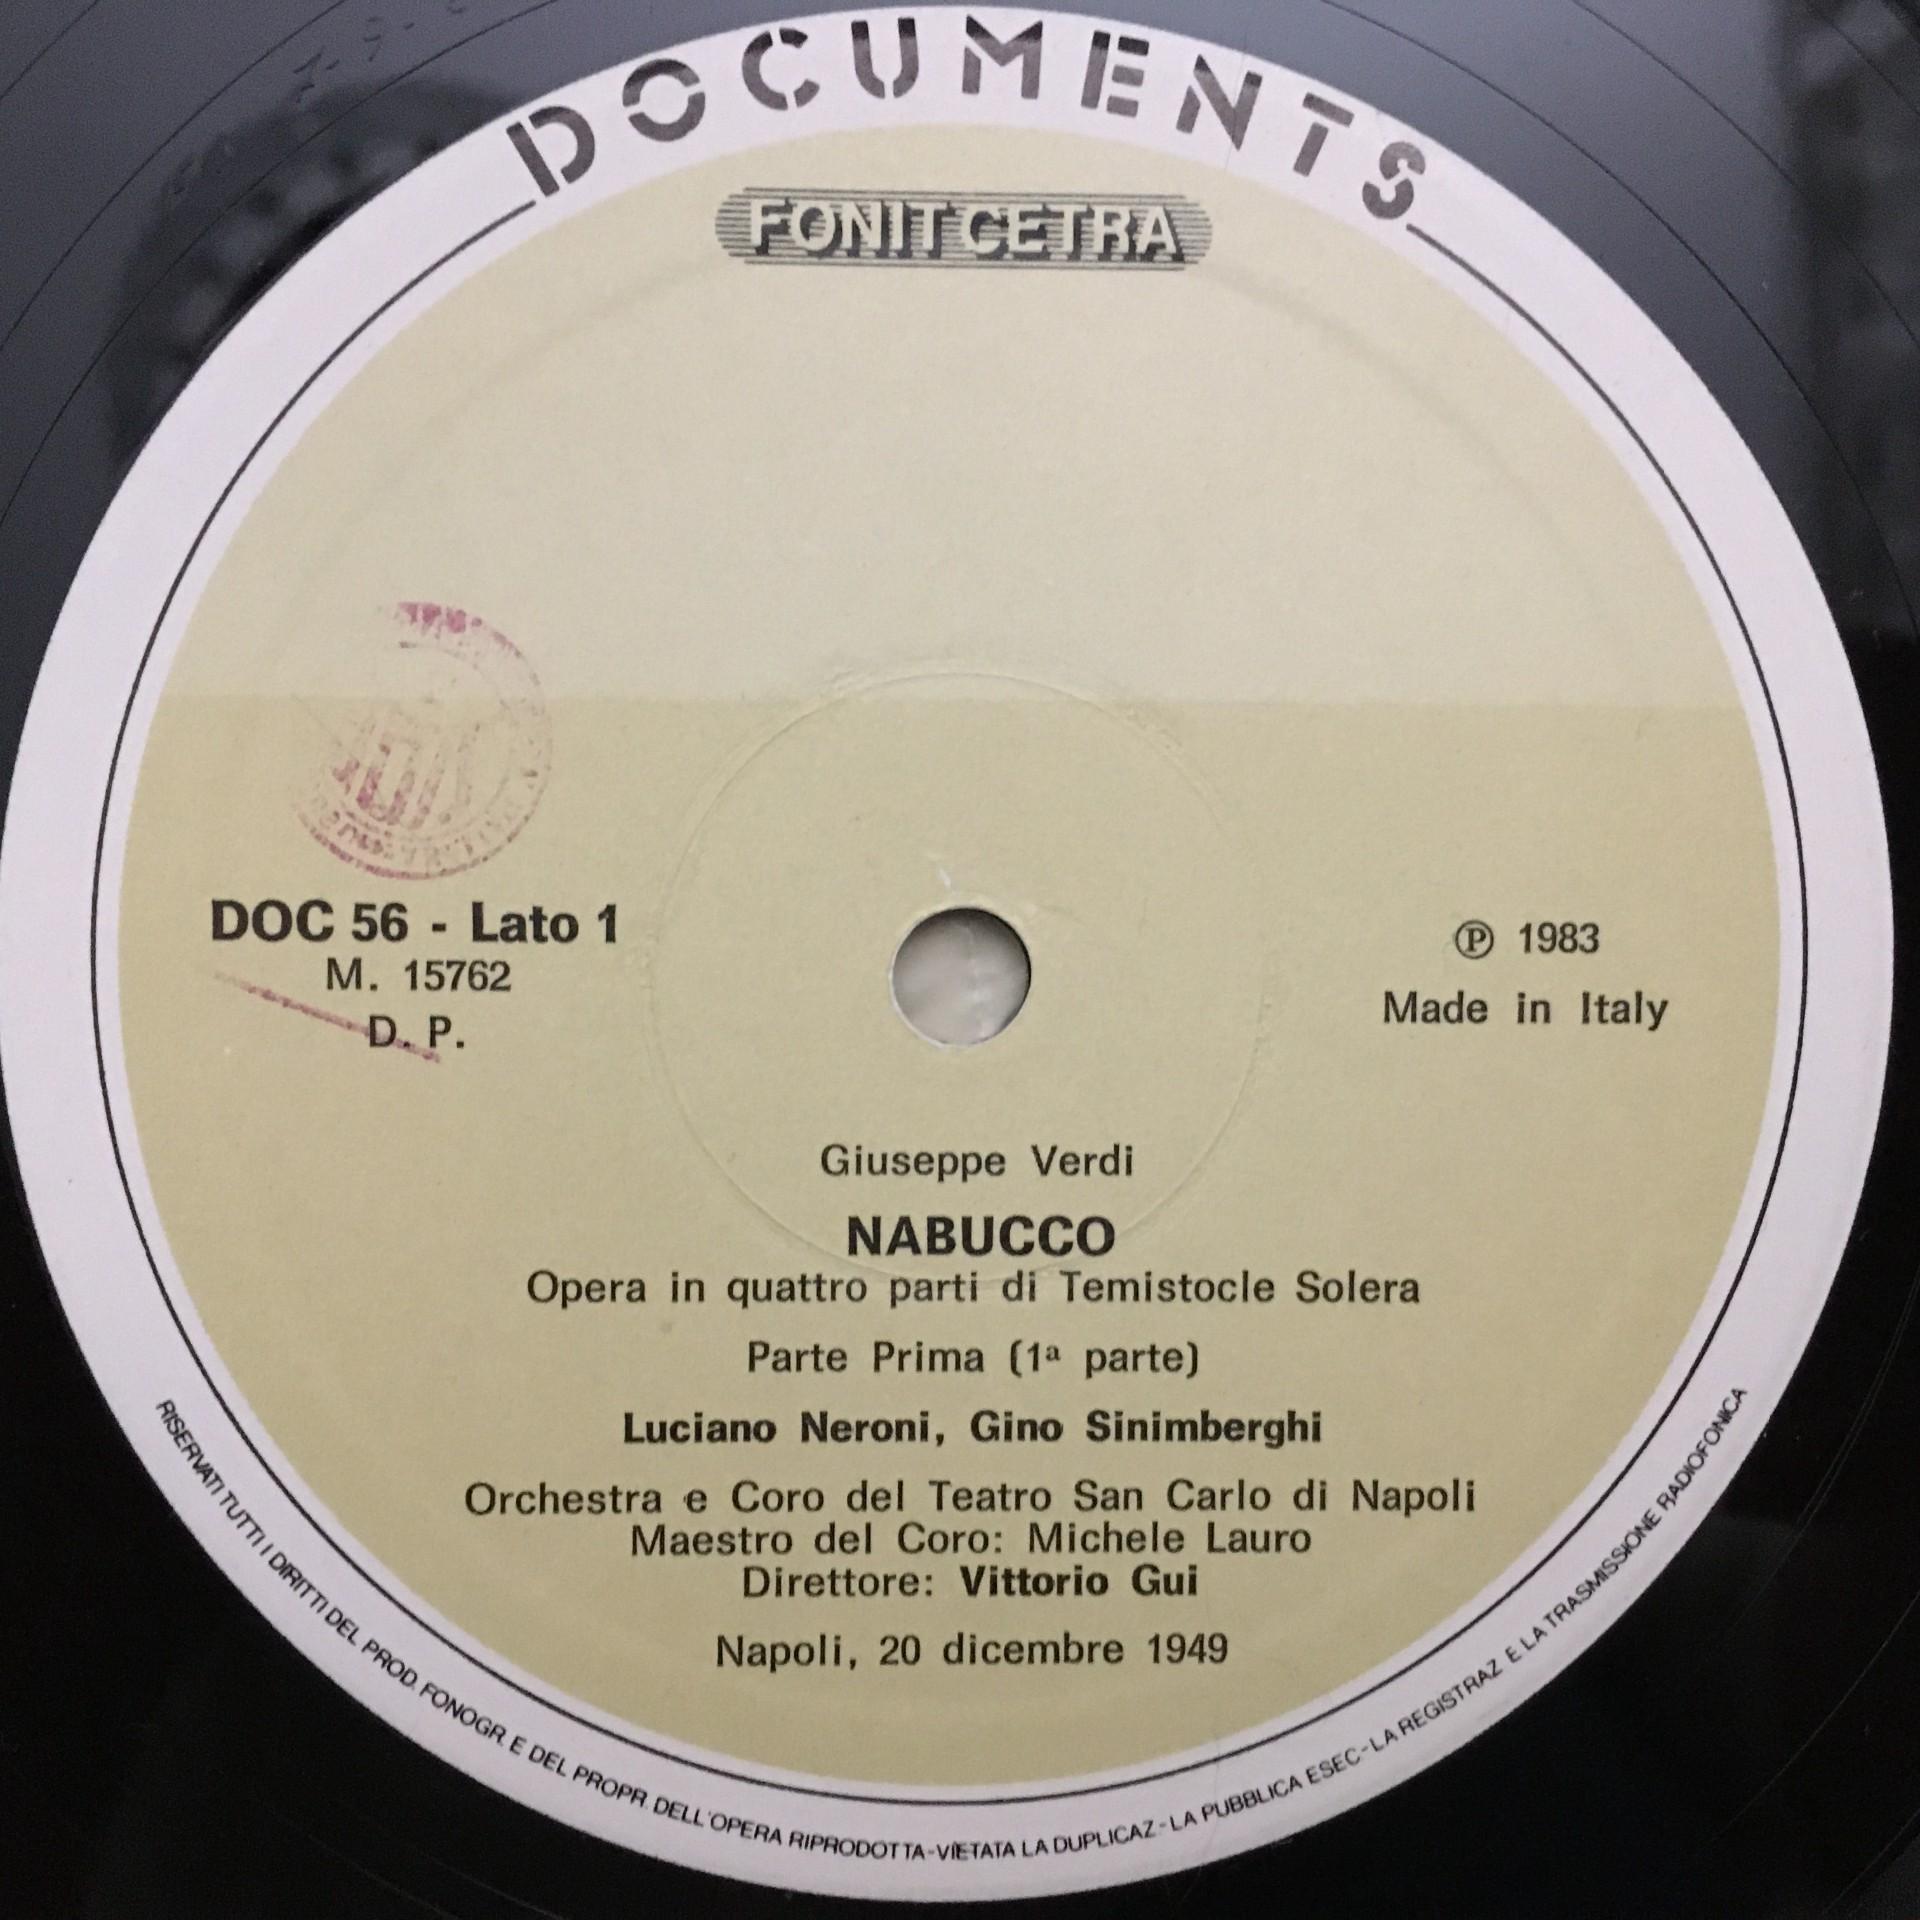 DOCUMENTS
FONIT CETRA
DOC 56 - Lato 1
M. 15762
D. P.
℗ 1983
Made in Italy
Giuseppe Verdi
NABUCCO
Opera in quattro parti di Temistocle Solera
Parte Prima (1ª parte)
Luciano Neroni, Gino Sinimberghi
Orchestra e Coro del Teatro San Carlo di Napoli
Maestro del Coro: Michele Lauro
Direttore: Vittorio Gui
Napoli, 20 dicembre 1949
RISERVATI TUTTI I DIRITTI DEL PROD. FONOGR. E DEL PROPR. DELL'OPERA RIPRODOTTA-VIETATA LA DUPLICAZ-LA PUBBLICA ESEC-LA REGISTRAZ E LA TRASMISSIONE RADIOFONICA